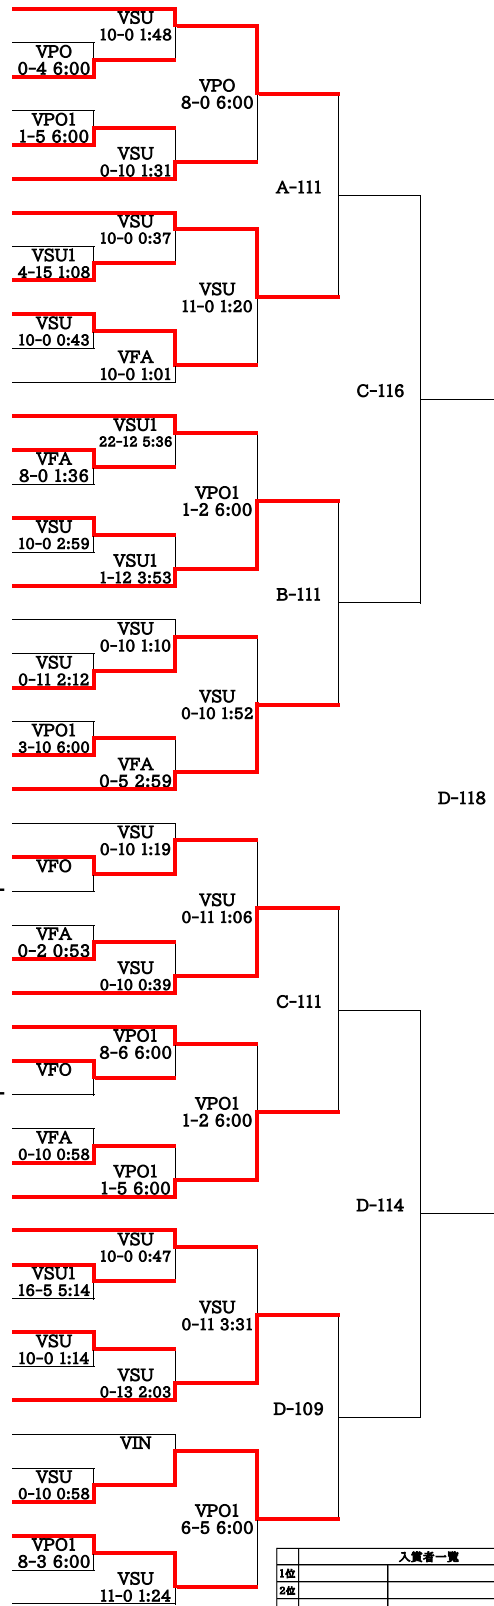 VSU
10-0 1:48
VPO
0-4 6:00
VPO
8-0 6:00
VPO1
1-5 6:00
VSU
0-10 1:31
A-111
VSU
10-0 0:37
VSU1
4-15 1:08
VSU
11-0 1:20
VSU
10-0 0:43
VFA
10-0 1:01
C-116
VSU1
22-12 5:36
VFA
8-0 1:36
VPO1
1-2 6:00
VSU
10-0 2:59
VSU1
1-12 3:53
B-111
VSU
0-10 1:10
VSU
0-11 2:12
VSU
0-10 1:52
VPO1
3-10 6:00
VFA
0-5 2:59
D-118
VSU
0-10 1:19
VFO
VSU
0-11 1:06
VFA
0-2 0:53
VSU
0-10 0:39
C-111
VPO1
8-6 6:00
VFO
VPO1
1-2 6:00
VFA
0-10 0:58
VPO1
1-5 6:00
D-114
VSU
10-0 0:47
VSU1
16-5 5:14
VSU
0-11 3:31
VSU
10-0 1:14
VSU
0-13 2:03
D-109
VIN
VSU
0-10 0:58
VPO1
6-5 6:00
VPO1
8-3 6:00
VSU
11-0 1:24
入賞者一覧
1位
2位